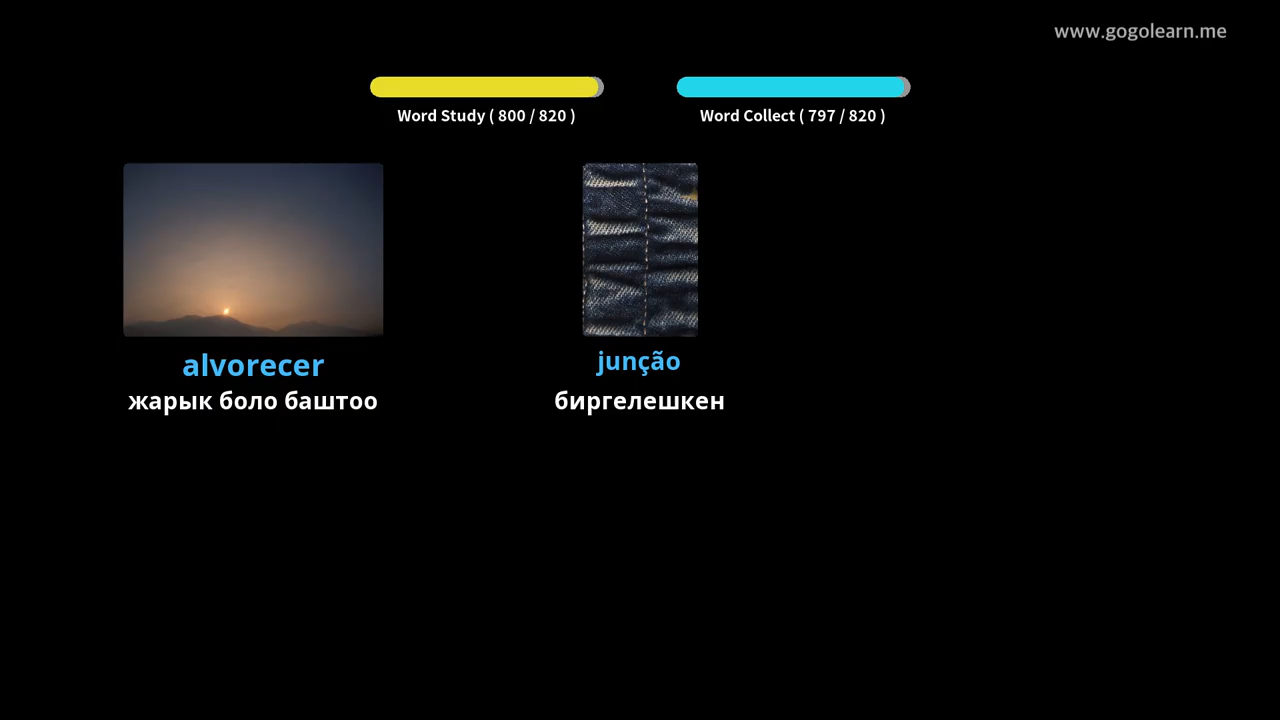 www.gogolearn.me
Word Study ( 800 / 820 )
Word Collect ( 797 / 820 )
alvorecer
жарык боло баштоо
junção
биргелешкен